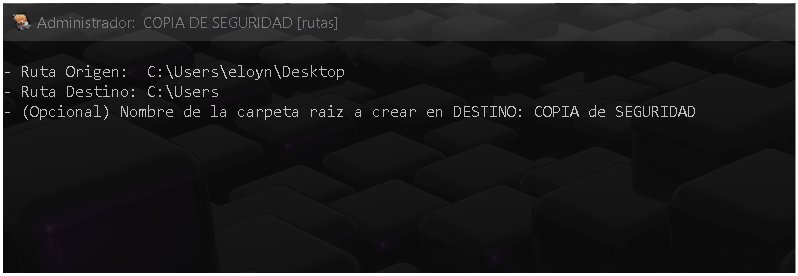 Administrador: COPIA DE SEGURIDAD [rutas]
- Ruta Origen:  C:\Users\eloyn\Desktop
- Ruta Destino: C:\Users
- (Opcional) Nombre de la carpeta raiz a crear en DESTINO: COPIA de SEGURIDAD